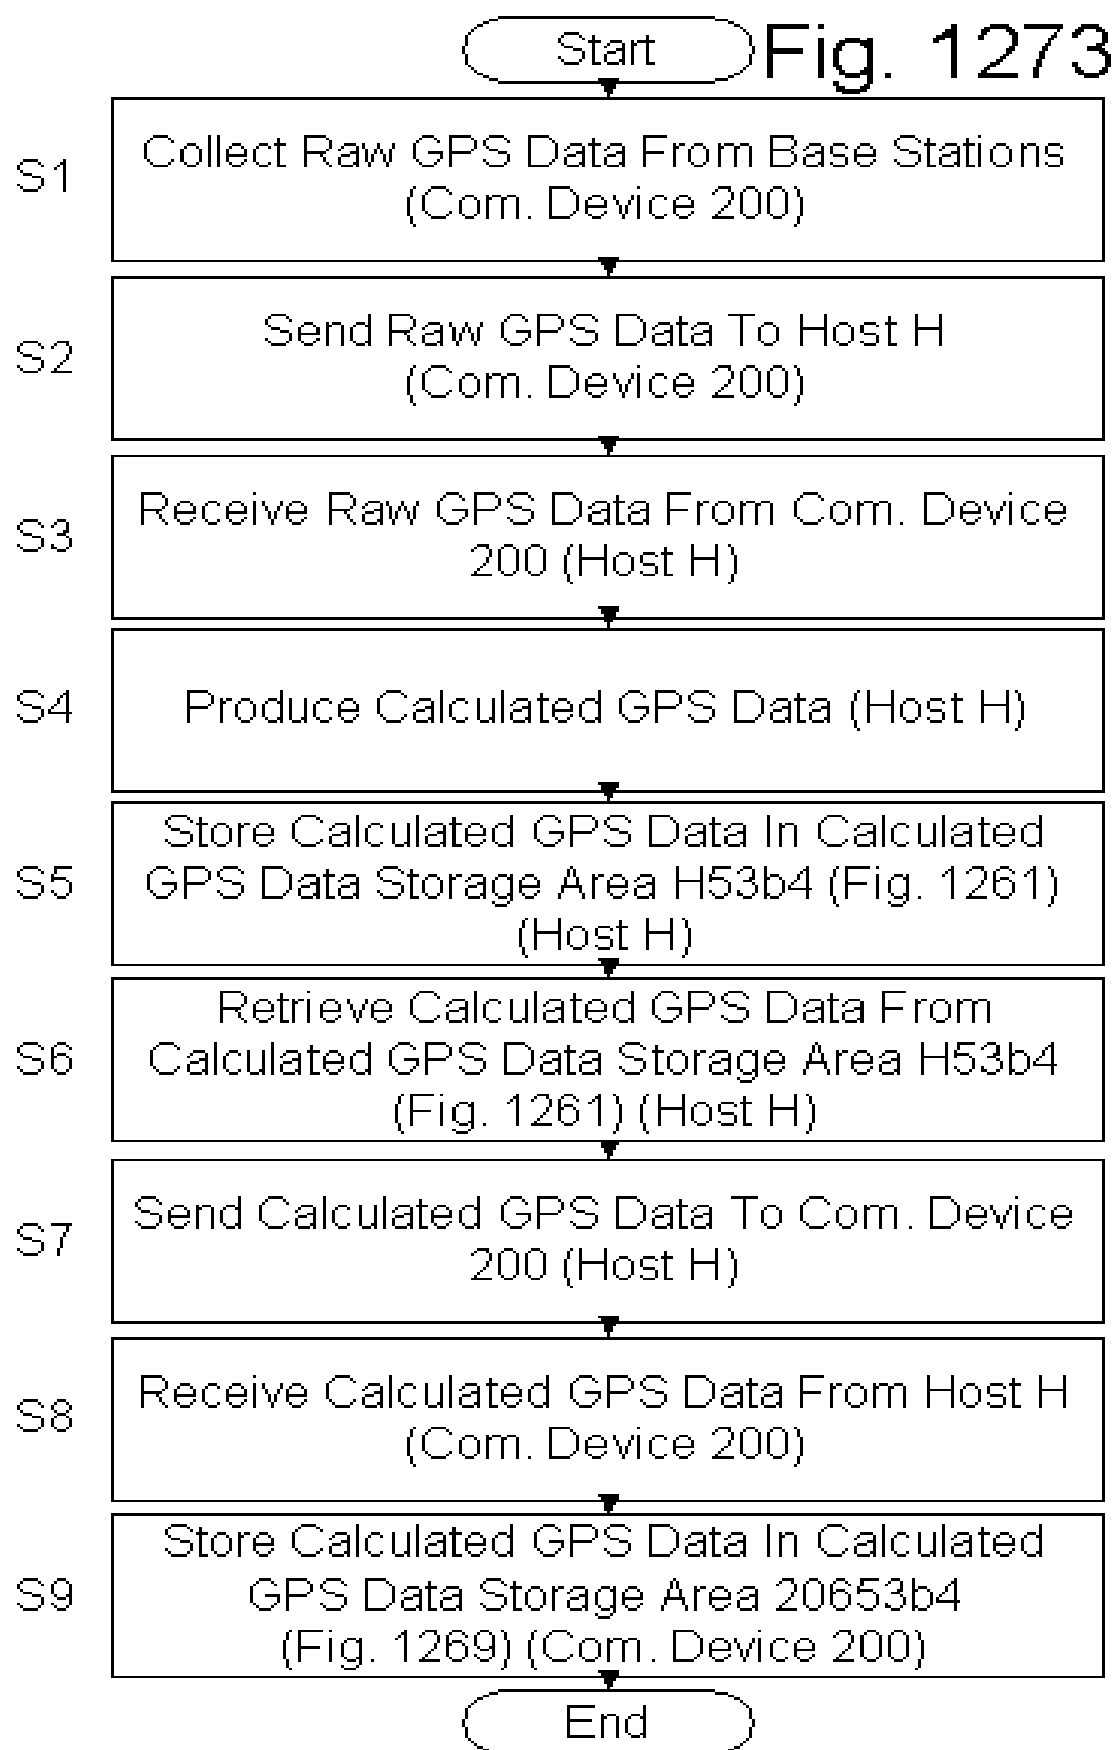 Start
Fig. 1273
S1
Collect Raw GPS Data From Base Stations
(Com. Device 200)
S2
Send Raw GPS Data To Host H
(Com. Device 200)
S3
Receive Raw GPS Data From Com. Device
200 (Host H)
S4
Produce Calculated GPS Data (Host H)
S5
Store Calculated GPS Data In Calculated
GPS Data Storage Area H53b4 (Fig. 1261)
(Host H)
S6
Retrieve Calculated GPS Data From
Calculated GPS Data Storage Area H53b4
(Fig. 1261) (Host H)
S7
Send Calculated GPS Data To Com. Device
200 (Host H)
S8
Receive Calculated GPS Data From Host H
(Com. Device 200)
S9
Store Calculated GPS Data In Calculated
GPS Data Storage Area 20653b4
(Fig. 1269) (Com. Device 200)
End